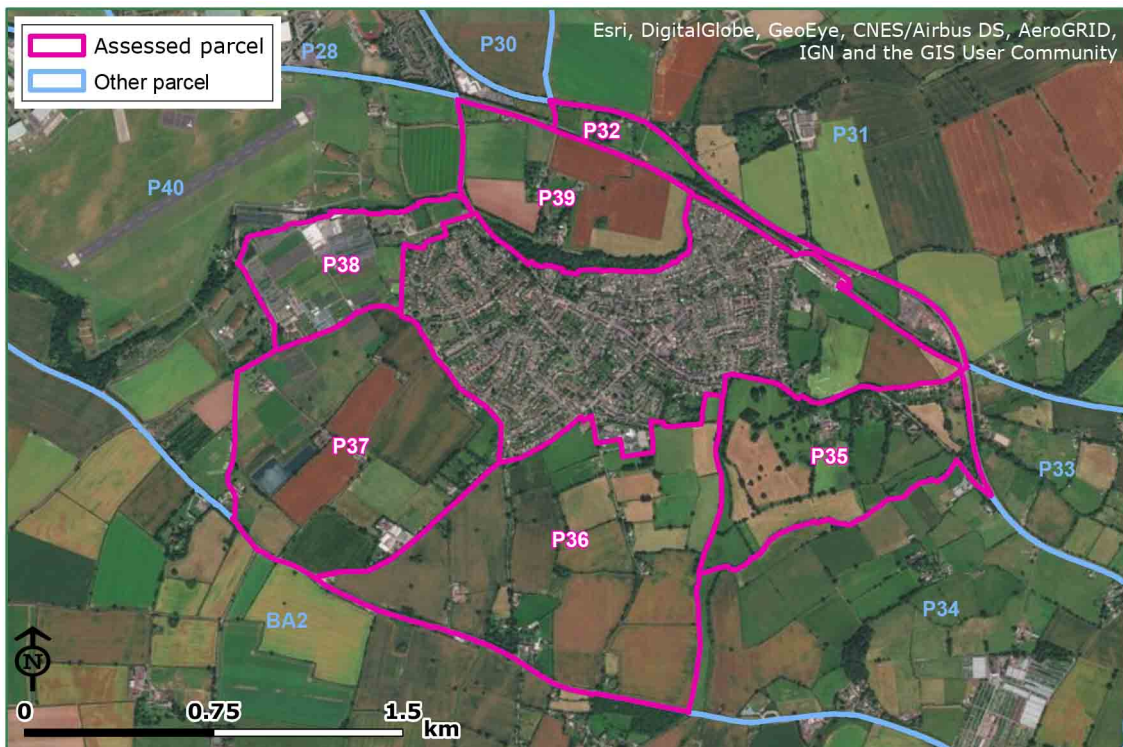 Assessed parcel
Other parcel
Esri, DigitalGlobe, GeoEye, CNES/Airbus DS, AeroGRID,
IGN and the GIS User Community
P28
P30
P32
P31
P40
P39
P38
P37
P35
P33
P36
P34
BA2
N
0 0.75 1.5
km